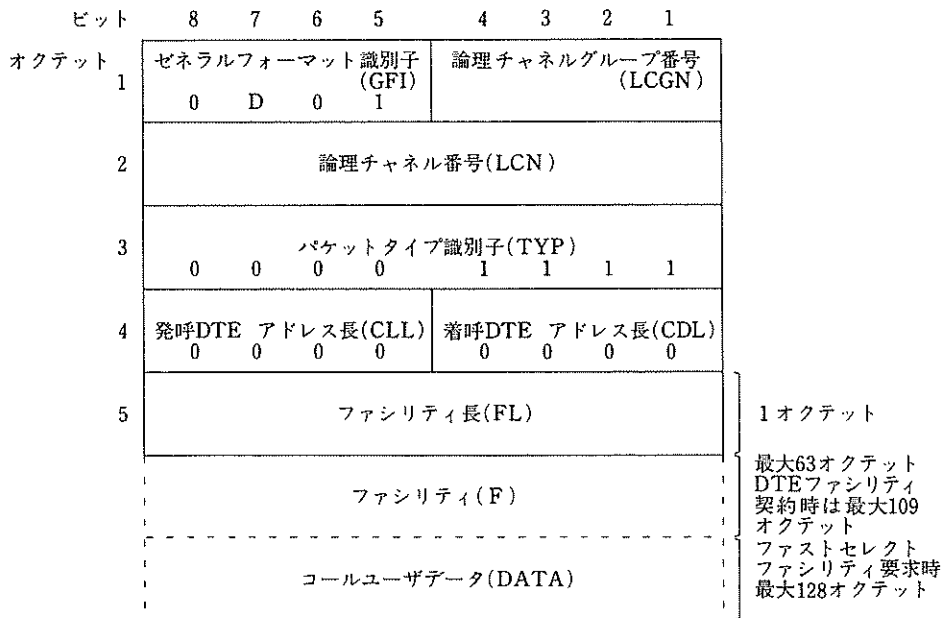 ビット 8 7 6 5 4 3 2 1
オクテット
1
ゼネラルフォーマット識別子
(GFI)
0 D 0 1
論理チャネルグループ番号
(LCGN)
2
論理チャネル番号(LCN)
3
パケットタイプ識別子(TYP)
0 0 0 0 1 1 1 1
4
発呼DTE アドレス長(CLL)
0 0 0 0
着呼DTE アドレス長(CDL)
0 0 0 0
5
ファシリティ長(FL)
1オクテット
ファシリティ(F)
最大63オクテット
DTEファシリティ
契約時は最大109
オクテット
コールユーザデータ(DATA)
ファストセレクト
ファシリティ要求時
最大128オクテット